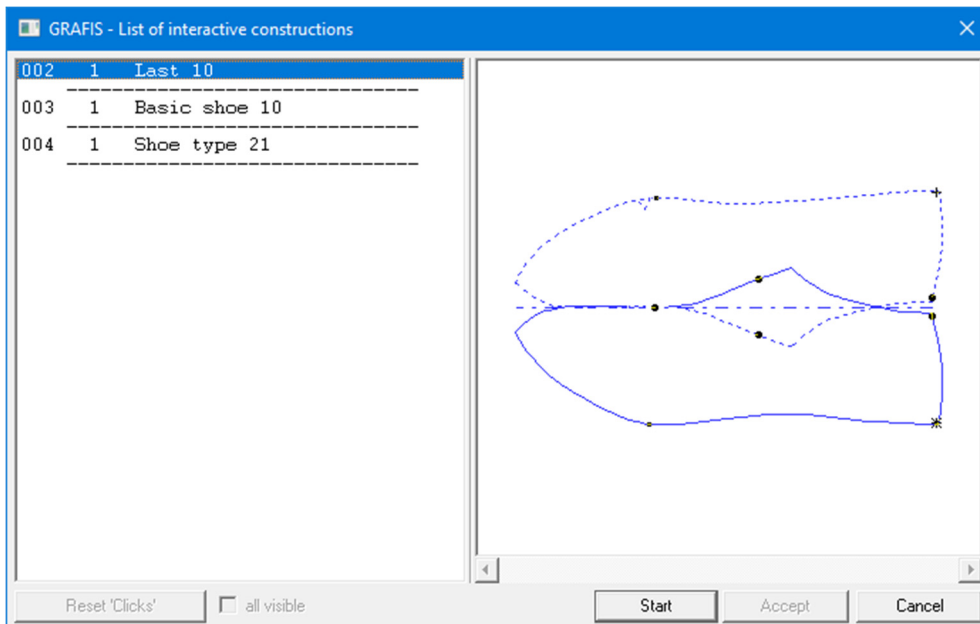 GRAFIS - List of interactive constructions
002 1 Last 10
003 1 Basic shoe 10
004 1 Shoe type 21
Reset 'Clicks'
all visible
Start
Accept
Cancel